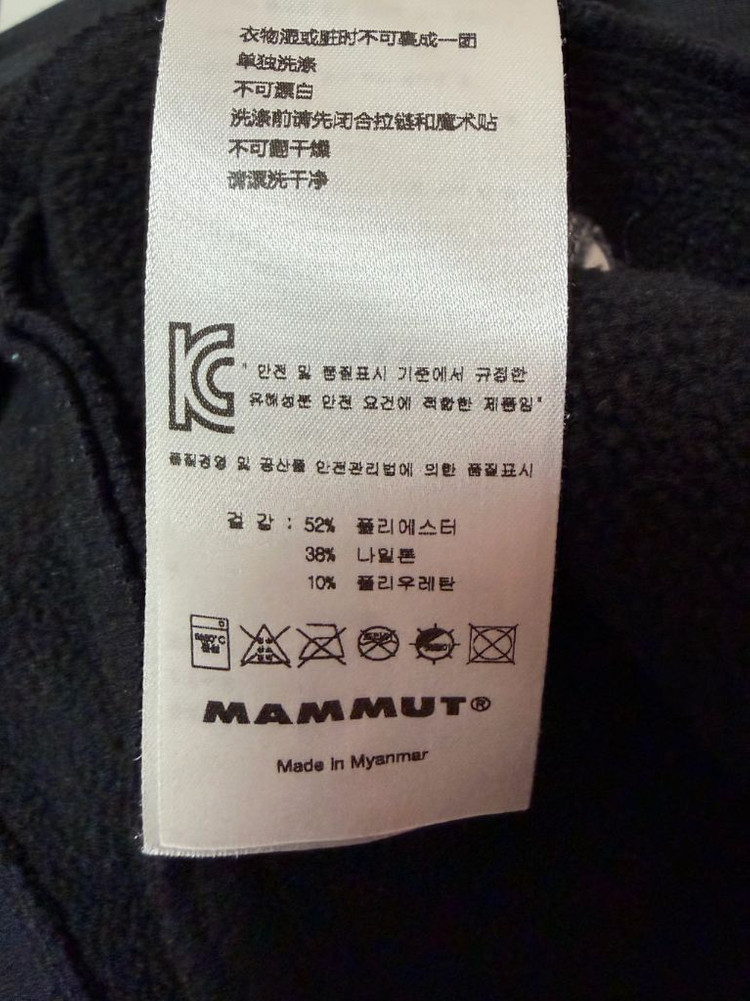 衣物湿或脏时不可裹成一团
单独洗涤
不可漂白
洗涤前请先闭合拉链和魔术贴
不可翻干燥
清漂洗干净
" 안전 및 품질표시 기준에서 규정한
유해정분 안전 요건에 적합한 제품임"
품질경영 및 공산품 안전관리법에 의한 품질표시
겉 감 : 52% 폴리에스터
38% 나일론
10% 폴리우레탄
MAMMUT®
Made in Myanmar